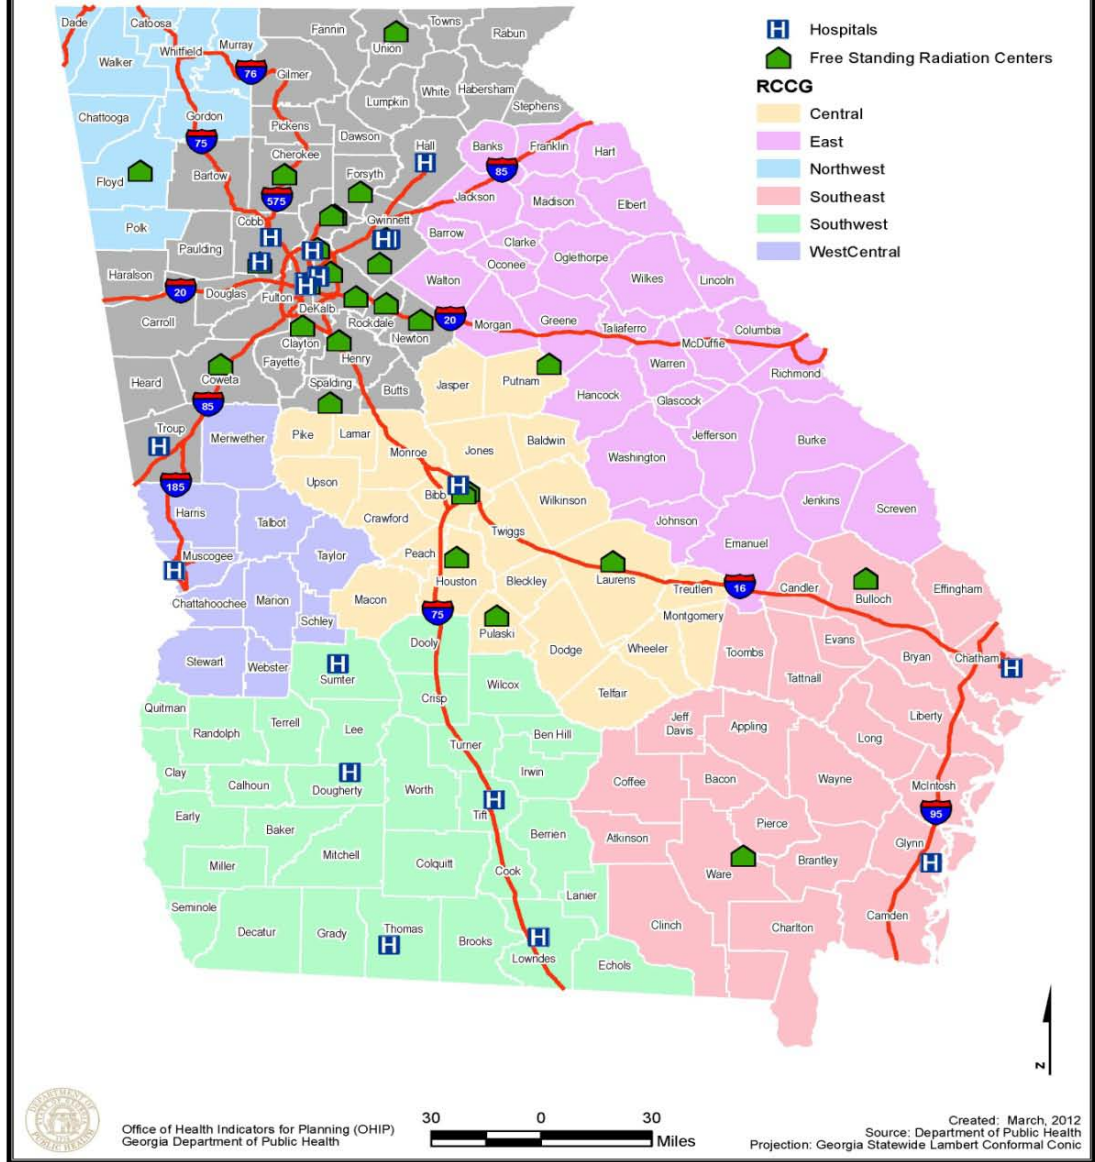 Hospitals
Free Standing Radiation Centers
RCCG
Central
East
Northwest
Southeast
Southwest
WestCentral
Dade
Catoosa
Fannin
Towns
Rabun
Union
Murray
Whitfield
Walker
76
Gilmer
White
Habersham
Lumpkin
Stephens
Chattooga
Gordon
Pickens
Dawson
75
Cherokee
Hall
H
Banks
Franklin
Hart
Floyd
Bartow
Forsyth
85
575
Jackson
Madison
Elbert
Polk
Cobb
H
Gwinnett
H
Barrow
Clarke
Paulding
H
H
Oconee
Oglethorpe
Haralson
H
H
Walton
Wilkes
Lincoln
20
Douglas
Fulton
DeKalb
Carroll
Rockdale
20
Morgan
Greene
Taliaferro
Columbia
Clayton
Newton
McDuffie
Fayette
Henry
Warren
Richmond
Heard
Coweta
Spalding
Butts
Jasper
Putnam
Hancock
Glascock
85
Troup
H
Meriwether
Pike
Lamar
Baldwin
Jefferson
Burke
Monroe
Jones
Washington
185
Upson
H
Bibb
Wilkinson
Jenkins
Screven
Harris
Talbot
Crawford
Johnson
Twiggs
Emanuel
Muscogee
Taylor
Peach
H
Houston
Bleckley
Laurens
Treutlen
16
Candler
Bulloch
Effingham
Chattahoochee
Marion
Macon
75
Montgomery
Schley
Pulaski
Dooly
Dodge
Wheeler
Toombs
Evans
Bryan
Chatham
H
Stewart
Webster
H
Sumter
Wilcox
Tattnall
Crisp
Telfair
Quitman
Randolph
Terrell
Lee
Turner
Ben Hill
Jeff
Davis
Appling
Liberty
Long
Clay
Calhoun
H
Dougherty
Worth
Irwin
Coffee
Bacon
Wayne
McIntosh
H
Tift
95
Early
Baker
Berrien
Atkinson
Pierce
Glynn
Miller
Mitchell
Colquitt
Cook
Ware
Brantley
H
Lanier
Seminole
Decatur
Grady
Thomas
H
Brooks
H
Lowndes
Echols
Clinch
Charlton
Camden
N
Office of Health Indicators for Planning (OHIP)
Georgia Department of Public Health
30 0 30
Miles
Created: March, 2012
Source: Department of Public Health
Projection: Georgia Statewide Lambert Conformal Conic